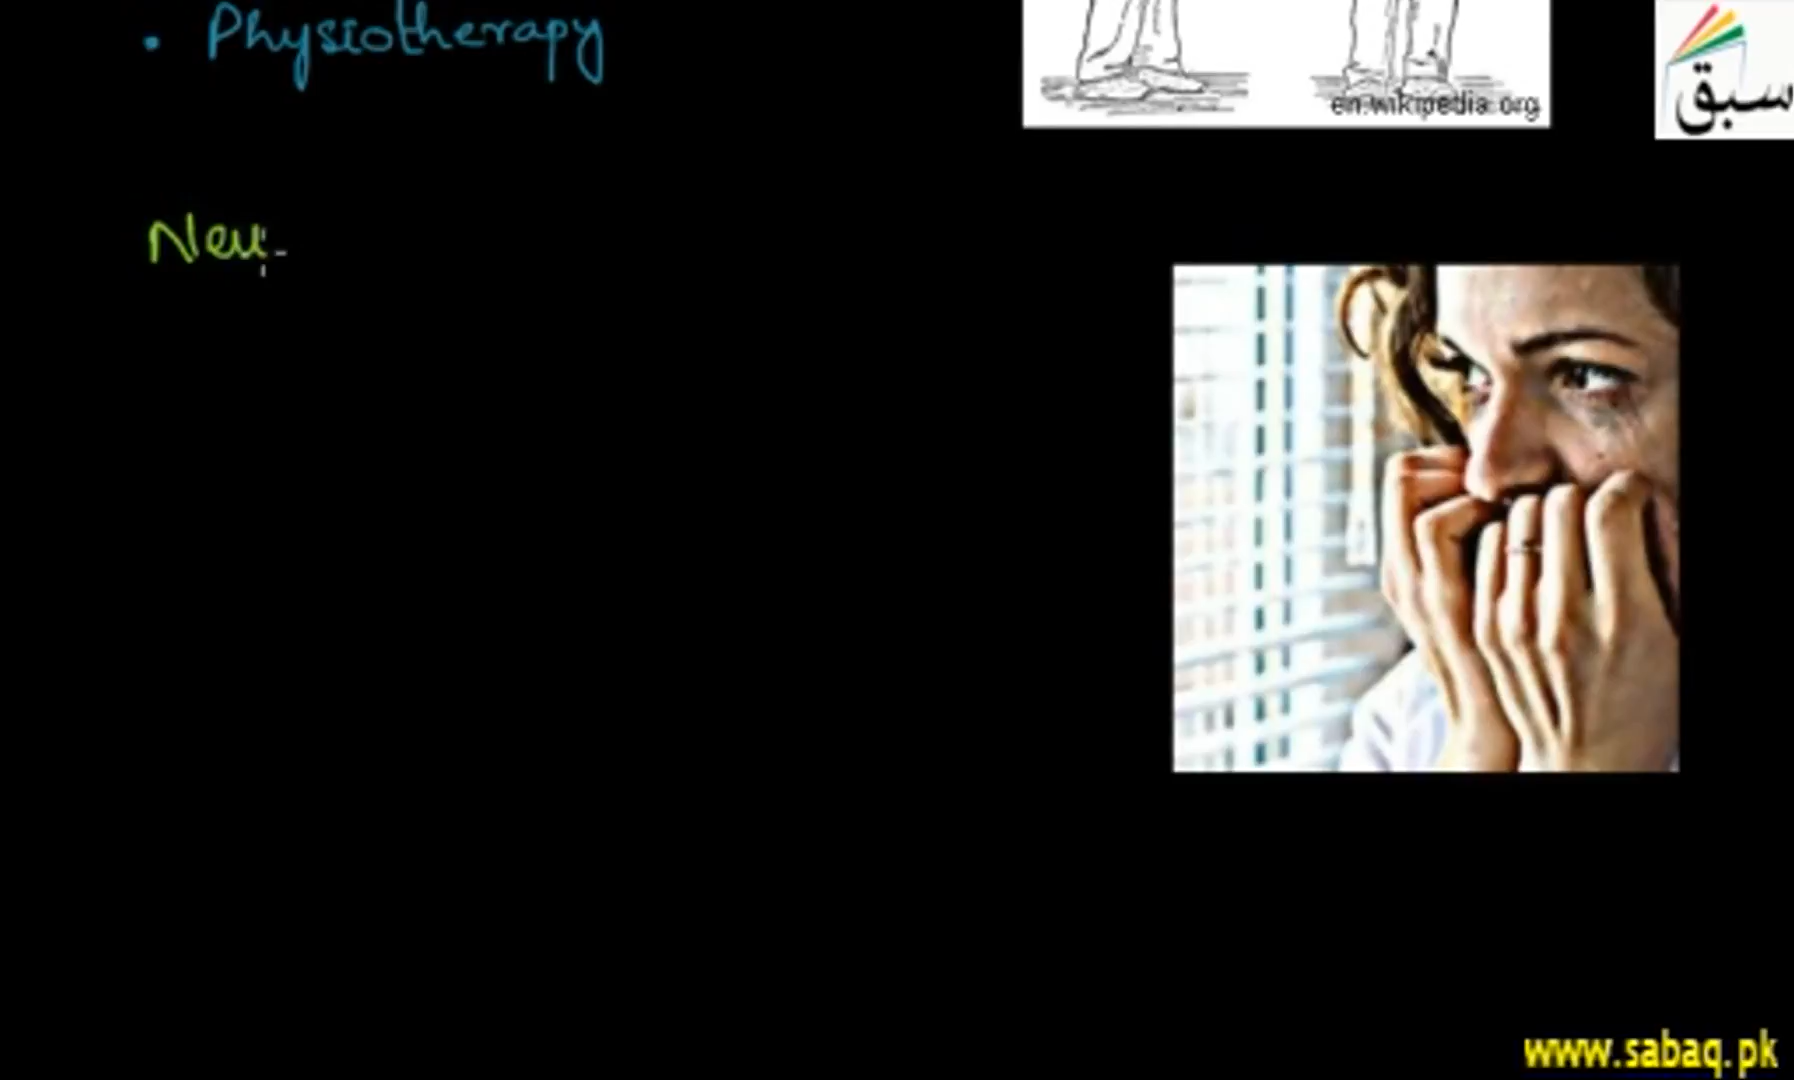 • Physiotherapy
en.wikipedia.org
سبق
Neu
www.sabaq.pk